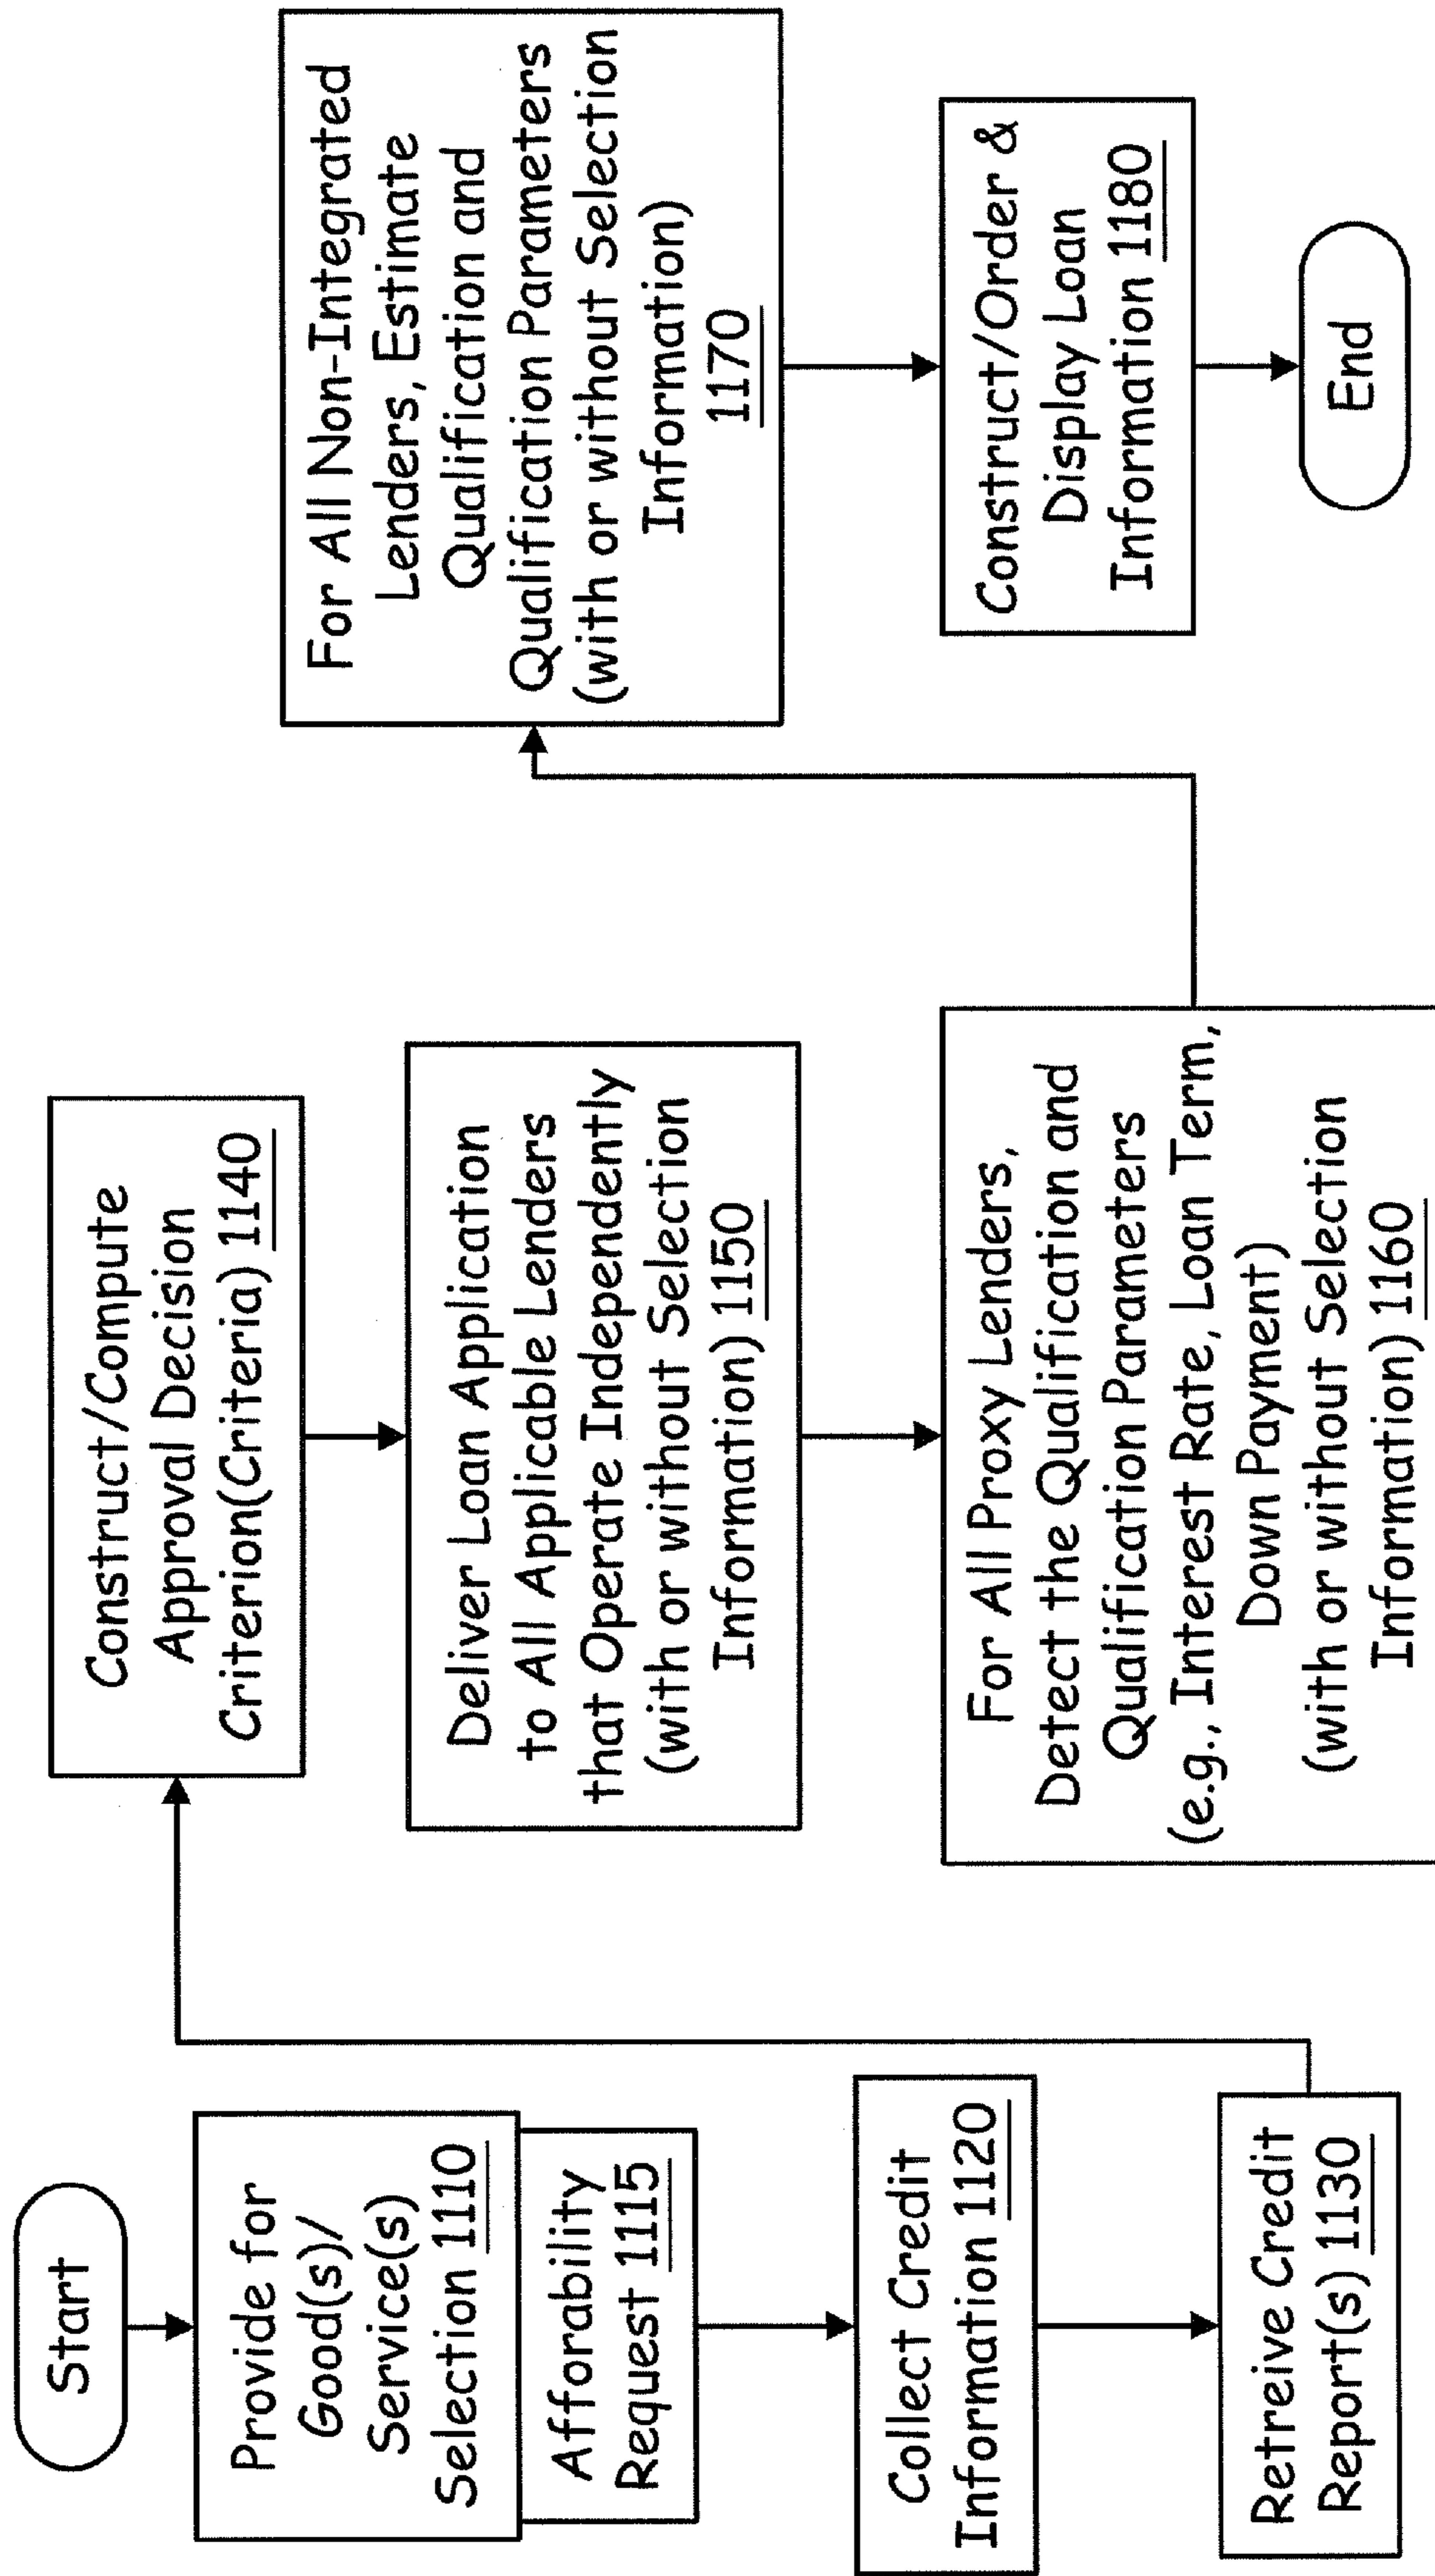 Start
Provide for
Good(s)/
Service(s)
Selection 1110
Afforability
Request 1115
Collect Credit
Information 1120
Retreive Credit
Report(s) 1130
Construct/Compute
Approval Decision
Criterion(Criteria) 1140
Deliver Loan Application
to All Applicable Lenders
that Operate Independently
(with or without Selection
Information) 1150
For All Proxy Lenders,
Detect the Qualification and
Qualification Parameters
(e.g., Interest Rate, Loan Term,
Down Payment)
(with or without Selection
Information) 1160
For All Non-Integrated
Lenders, Estimate
Qualification and
Qualification Parameters
(with or without Selection
Information)
1170
Construct/Order &
Display Loan
Information 1180
End